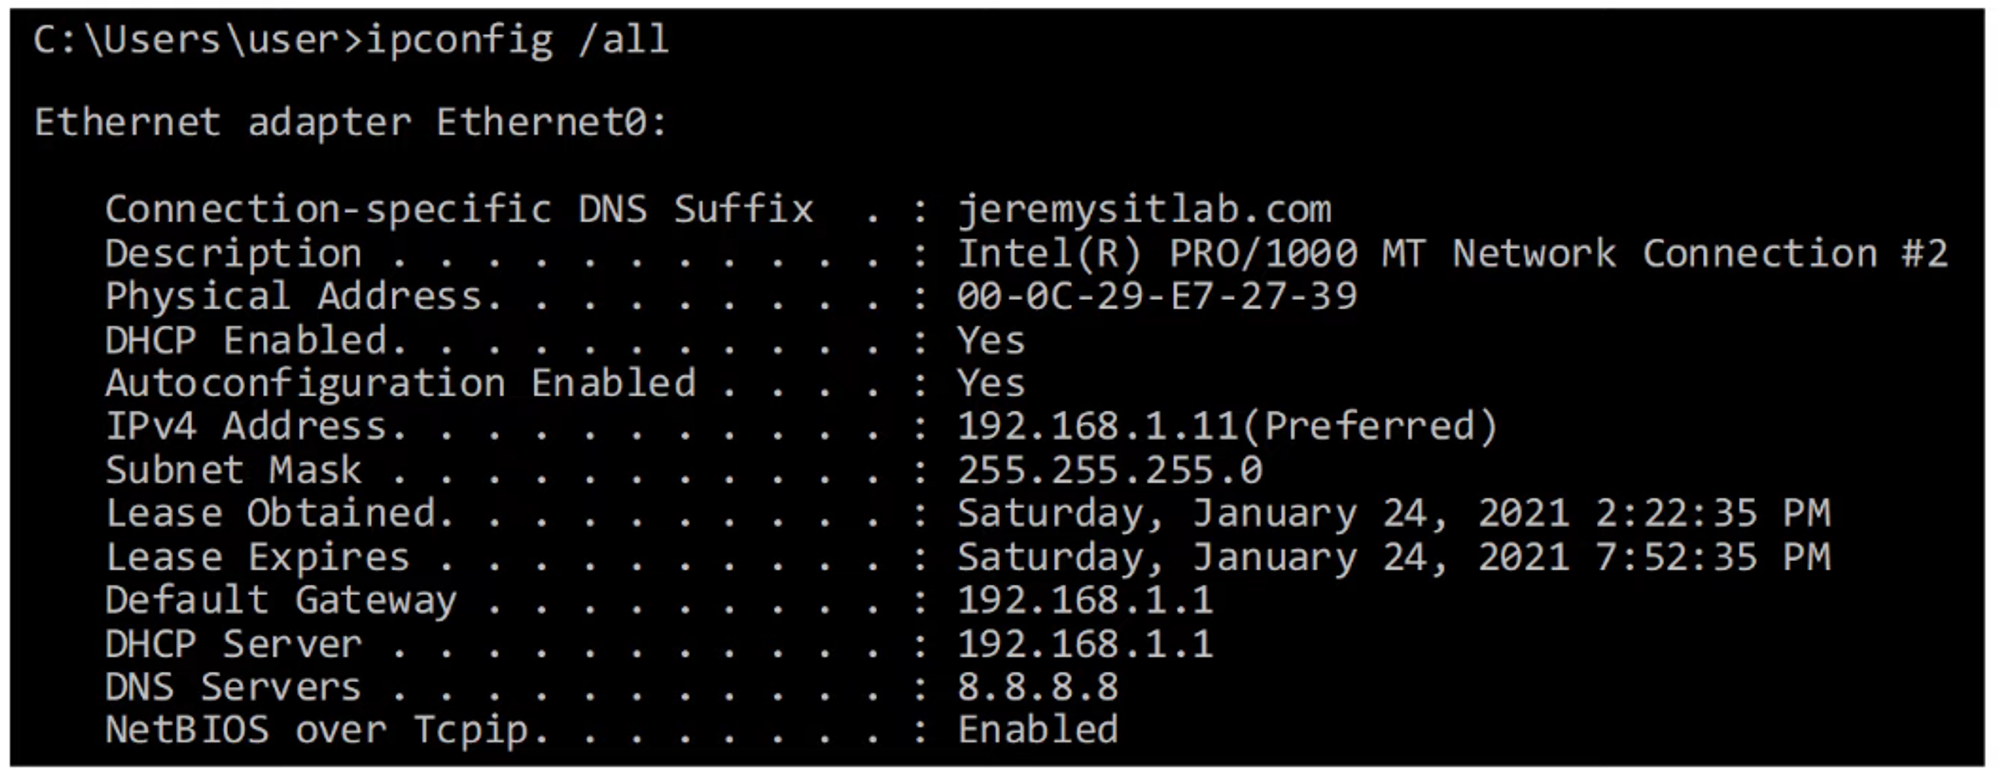 C:\Users\user>ipconfig /all
Ethernet adapter Ethernet0:
Connection-specific DNS Suffix  . : jeremysitlab.com
Description . . . . . . . . . . . : Intel(R) PRO/1000 MT Network Connection #2
Physical Address. . . . . . . . . : 00-0C-29-E7-27-39
DHCP Enabled. . . . . . . . . . . : Yes
Autoconfiguration Enabled . . . . : Yes
IPv4 Address. . . . . . . . . . . : 192.168.1.11(Preferred)
Subnet Mask . . . . . . . . . . . : 255.255.255.0
Lease Obtained. . . . . . . . . . : Saturday, January 24, 2021 2:22:35 PM
Lease Expires . . . . . . . . . . : Saturday, January 24, 2021 7:52:35 PM
Default Gateway . . . . . . . . . : 192.168.1.1
DHCP Server . . . . . . . . . . . : 192.168.1.1
DNS Servers . . . . . . . . . . . : 8.8.8.8
NetBIOS over Tcpip. . . . . . . . : Enabled